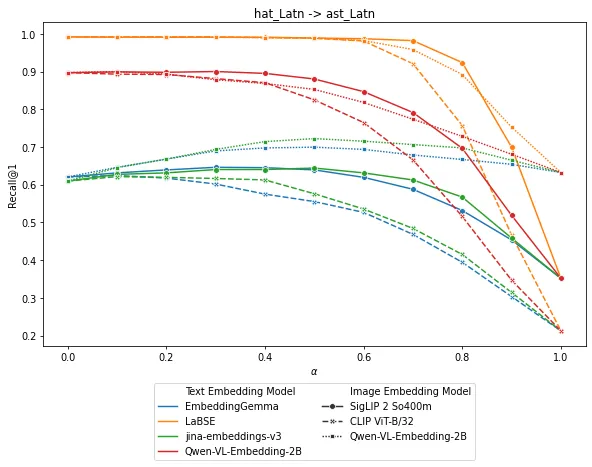 hat_Latn -> ast_Latn
Recall@1
1.0
0.9
0.8
0.7
0.6
0.5
0.4
0.3
0.2
0.0 0.2 0.4 0.6 0.8 1.0
α
Text Embedding Model Image Embedding Model
EmbeddingGemma SigLIP 2 So400m
LaBSE CLIP ViT-B/32
jina-embeddings-v3 Qwen-VL-Embedding-2B
Qwen-VL-Embedding-2B